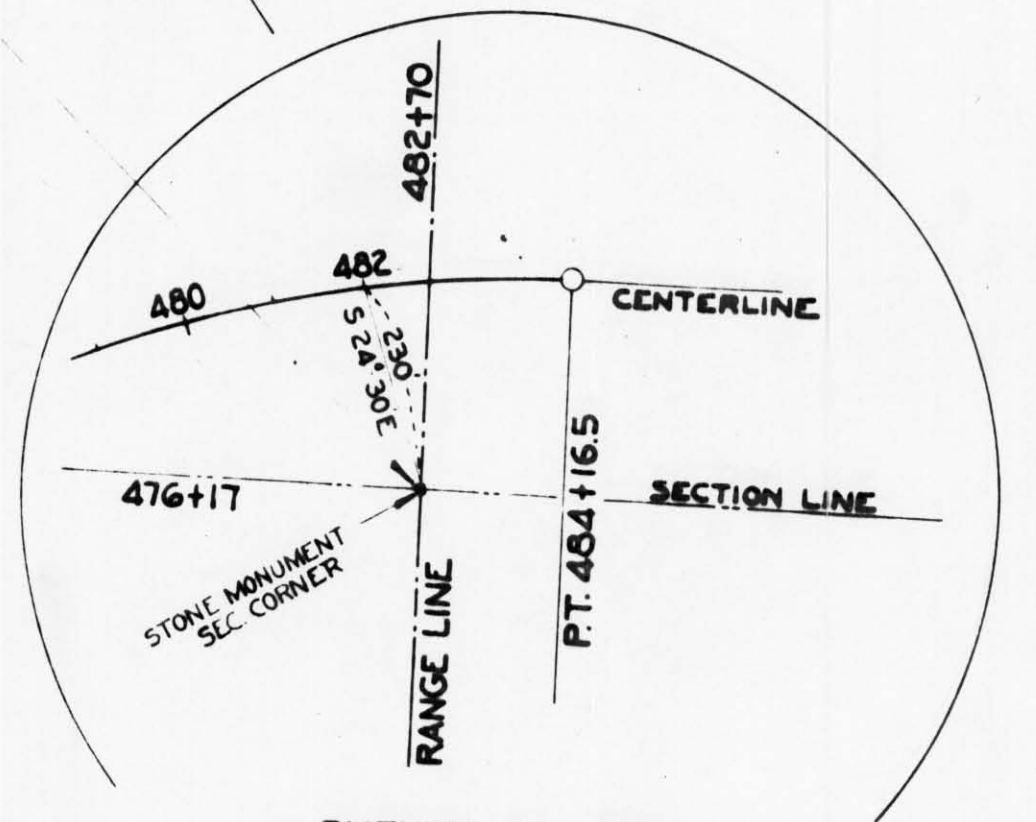 482+70
482
480
CENTERLINE
230'
S 24° 30 E
476+17
SECTION LINE
P.T. 484+16.5
STONE MONUMENT
SEC. CORNER
RANGE LINE